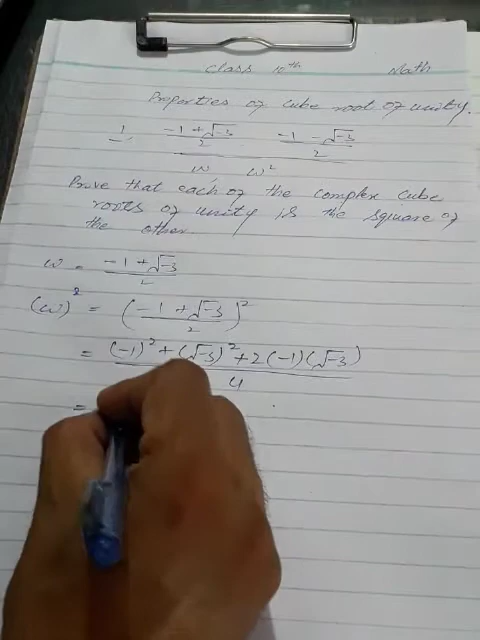 Class 10th Math
Properties of cube root of unity.
1 (-1 + √-3)/2 (-1 - √-3)/2
ω ω²
Prove that each of the complex cube
roots of unity is the square of
the other
ω = (-1 + √-3)/2
(ω)² = ((-1 + √-3)/2)²
= ((-1)² + (√-3)² + 2(-1)(√-3))/4
=